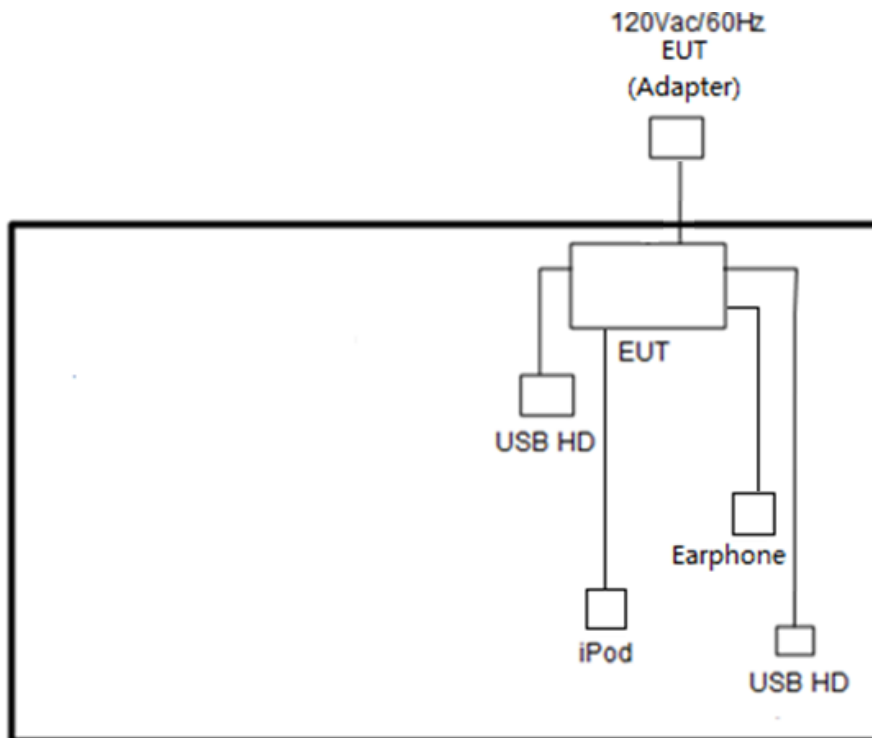 120Vac/60Hz
EUT
(Adapter)
EUT
USB HD
Earphone
iPod
USB HD